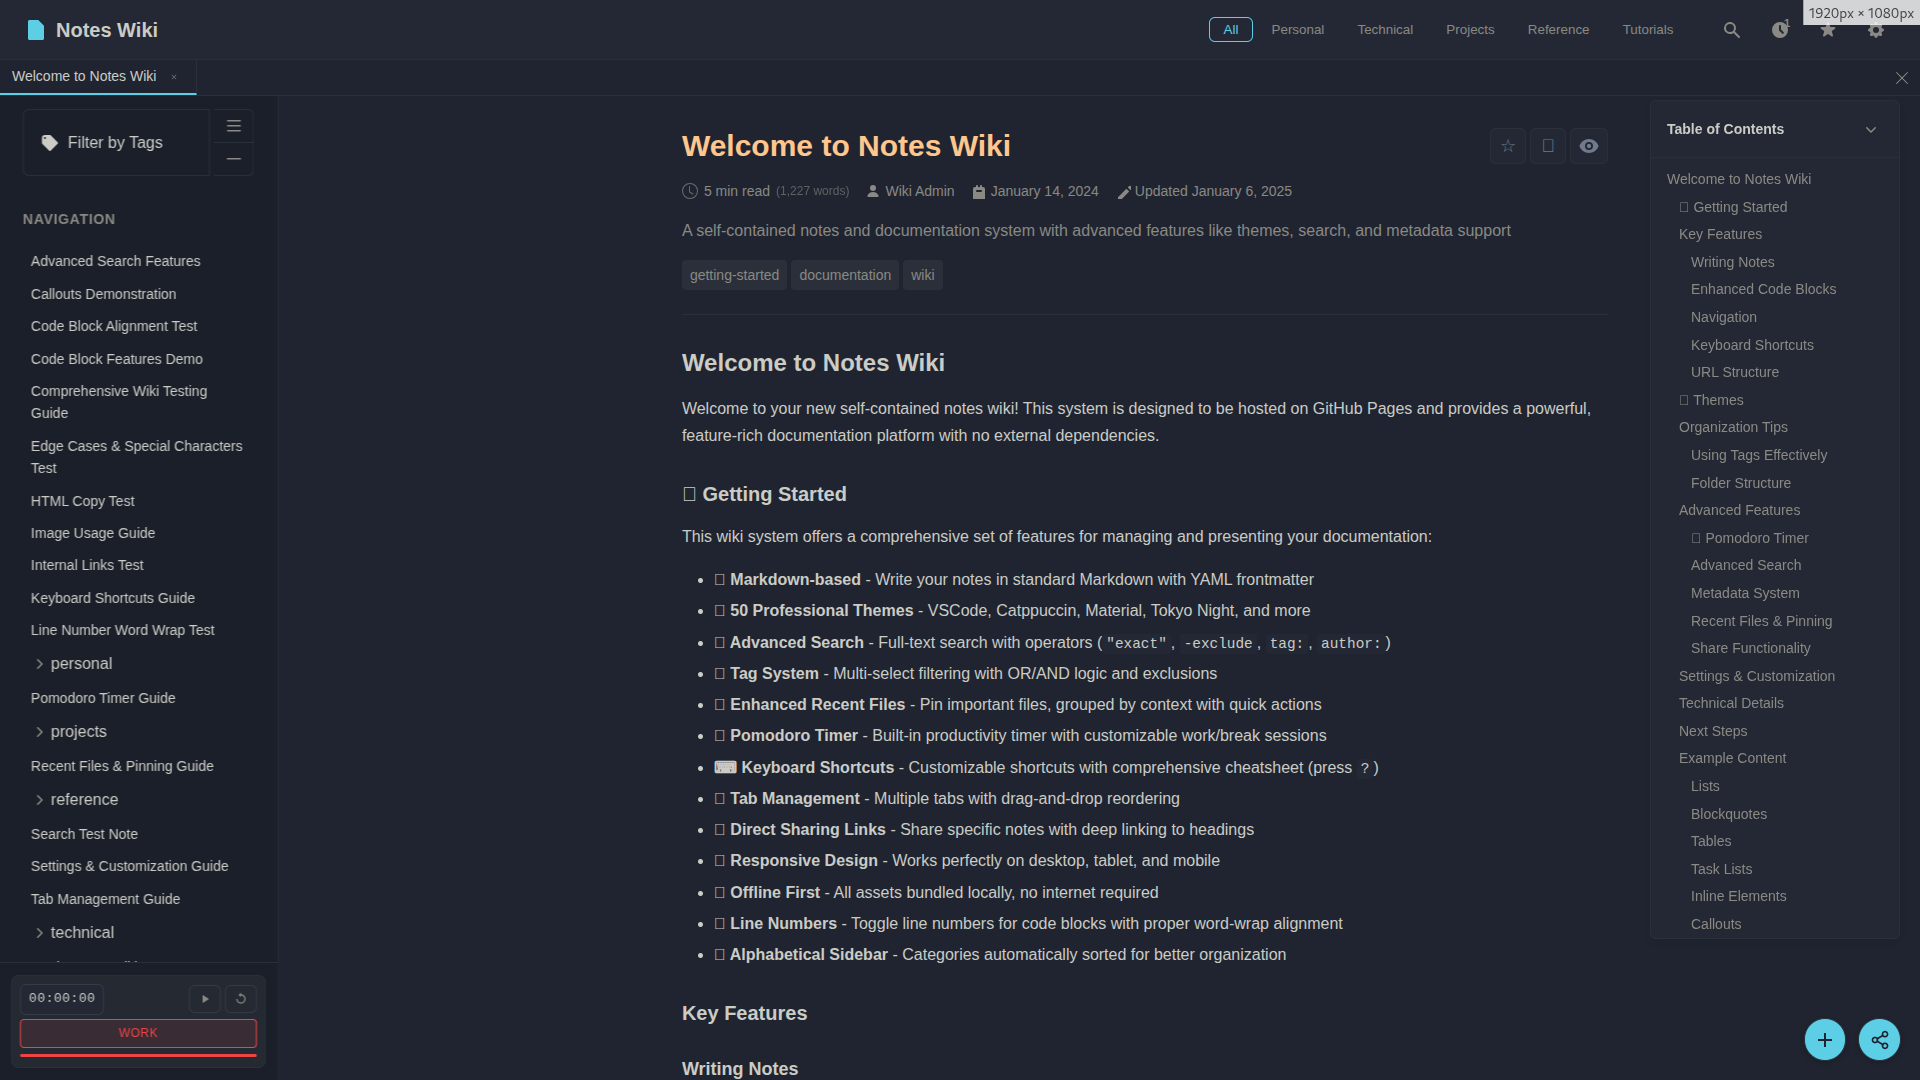 Notes Wiki
All
Personal
Technical
Projects
Reference
Tutorials
1
1920px × 1080px
Welcome to Notes Wiki ×
Filter by Tags
NAVIGATION
Advanced Search Features
Callouts Demonstration
Code Block Alignment Test
Code Block Features Demo
Comprehensive Wiki Testing
Guide
Edge Cases & Special Characters
Test
HTML Copy Test
Image Usage Guide
Internal Links Test
Keyboard Shortcuts Guide
Line Number Word Wrap Test
personal
Pomodoro Timer Guide
projects
Recent Files & Pinning Guide
reference
Search Test Note
Settings & Customization Guide
Tab Management Guide
technical
00:00:00
WORK
Welcome to Notes Wiki
5 min read (1,227 words) Wiki Admin January 14, 2024 Updated January 6, 2025
A self-contained notes and documentation system with advanced features like themes, search, and metadata support
getting-started documentation wiki
Welcome to Notes Wiki
Welcome to your new self-contained notes wiki! This system is designed to be hosted on GitHub Pages and provides a powerful,
feature-rich documentation platform with no external dependencies.
Getting Started
This wiki system offers a comprehensive set of features for managing and presenting your documentation:
• Markdown-based - Write your notes in standard Markdown with YAML frontmatter
• 50 Professional Themes - VSCode, Catppuccin, Material, Tokyo Night, and more
• Advanced Search - Full-text search with operators ("exact", -exclude, tag:, author:)
• Tag System - Multi-select filtering with OR/AND logic and exclusions
• Enhanced Recent Files - Pin important files, grouped by context with quick actions
• Pomodoro Timer - Built-in productivity timer with customizable work/break sessions
• ⌨ Keyboard Shortcuts - Customizable shortcuts with comprehensive cheatsheet (press ?)
• Tab Management - Multiple tabs with drag-and-drop reordering
• Direct Sharing Links - Share specific notes with deep linking to headings
• Responsive Design - Works perfectly on desktop, tablet, and mobile
• Offline First - All assets bundled locally, no internet required
• Line Numbers - Toggle line numbers for code blocks with proper word-wrap alignment
• Alphabetical Sidebar - Categories automatically sorted for better organization
Key Features
Writing Notes
Table of Contents
Welcome to Notes Wiki
Getting Started
Key Features
Writing Notes
Enhanced Code Blocks
Navigation
Keyboard Shortcuts
URL Structure
Themes
Organization Tips
Using Tags Effectively
Folder Structure
Advanced Features
Pomodoro Timer
Advanced Search
Metadata System
Recent Files & Pinning
Share Functionality
Settings & Customization
Technical Details
Next Steps
Example Content
Lists
Blockquotes
Tables
Task Lists
Inline Elements
Callouts